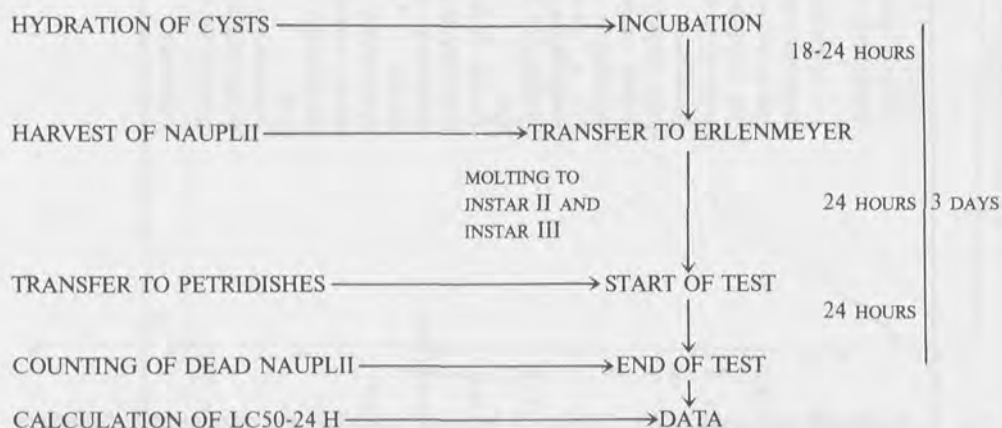 HYDRATION OF CYSTS INCUBATION
18-24 HOURS
HARVEST OF NAUPLII TRANSFER TO ERLENMEYER
MOLTING TO
INSTAR II AND
INSTAR III
24 HOURS 3 DAYS
TRANSFER TO PETRIDISHES START OF TEST
24 HOURS
COUNTING OF DEAD NAUPLII END OF TEST
CALCULATION OF LC50-24 H DATA